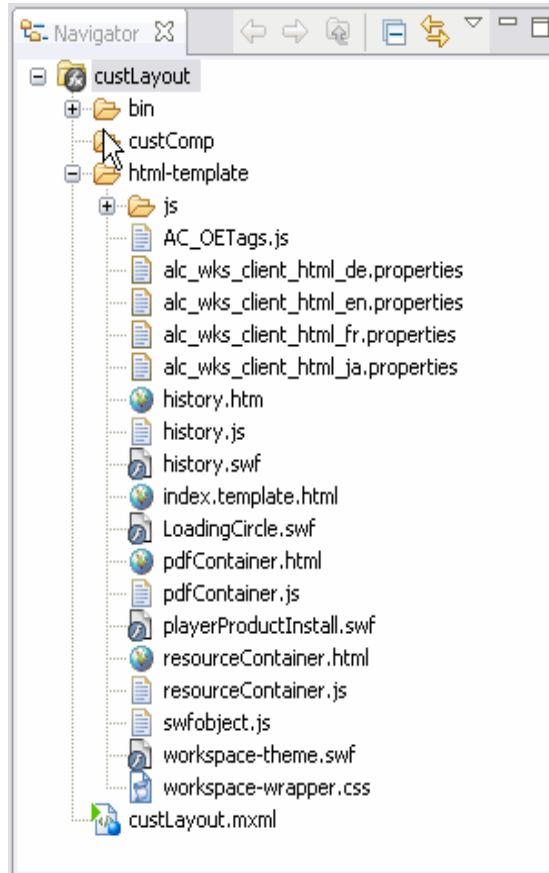 Navigator
custLayout
bin
custComp
html-template
js
AC_OETags.js
alc_wks_client_html_de.properties
alc_wks_client_html_en.properties
alc_wks_client_html_fr.properties
alc_wks_client_html_ja.properties
history.htm
history.js
history.swf
index.template.html
LoadingCircle.swf
pdfContainer.html
pdfContainer.js
playerProductInstall.swf
resourceContainer.html
resourceContainer.js
swfobject.js
workspace-theme.swf
workspace-wrapper.css
custLayout.mxml